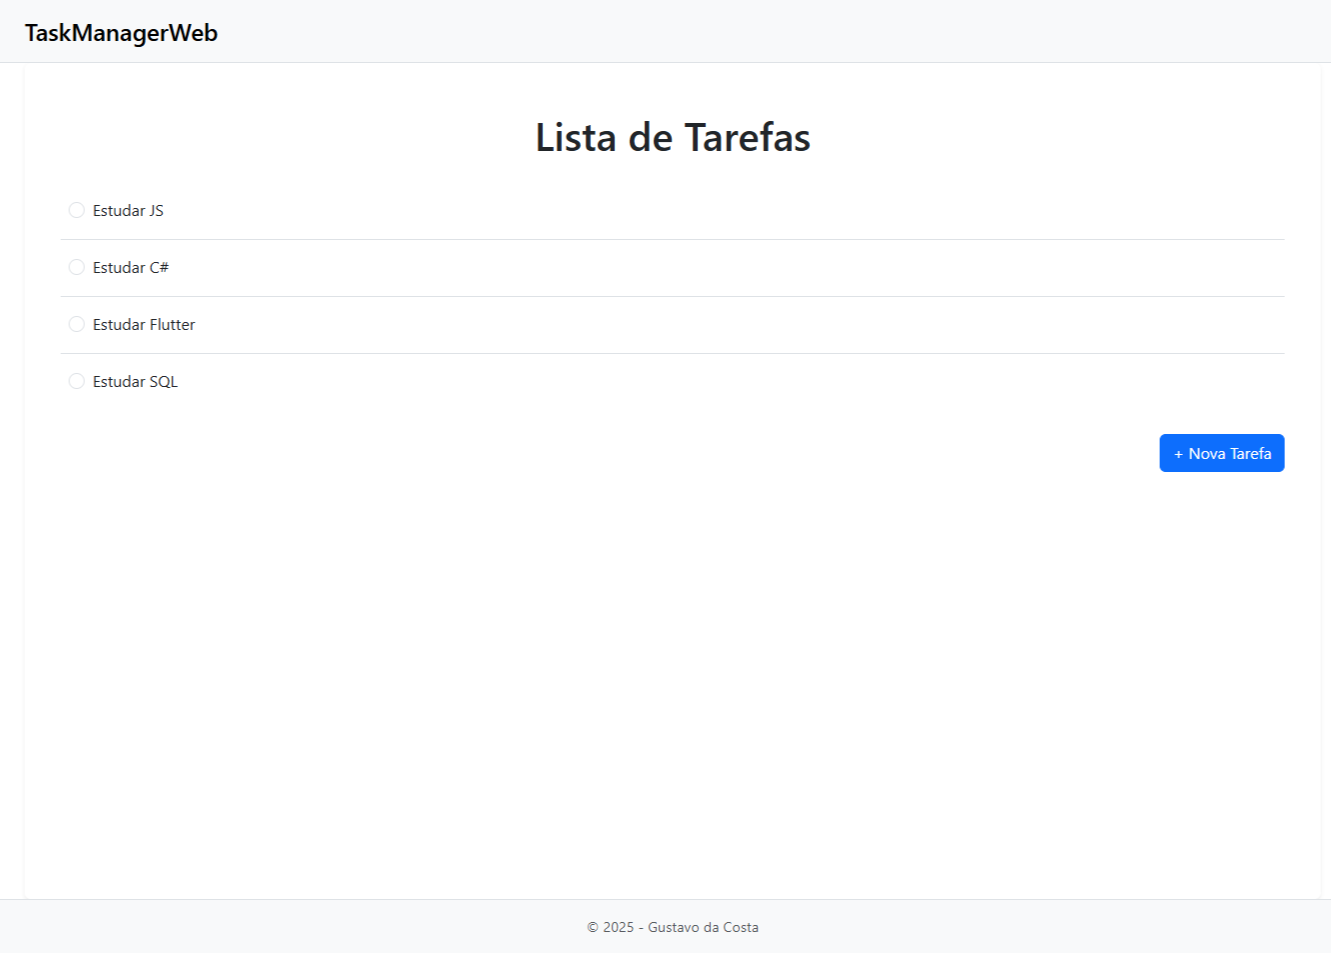 TaskManagerWeb
Lista de Tarefas
Estudar JS
Estudar C#
Estudar Flutter
Estudar SQL
+ Nova Tarefa
© 2025 - Gustavo da Costa